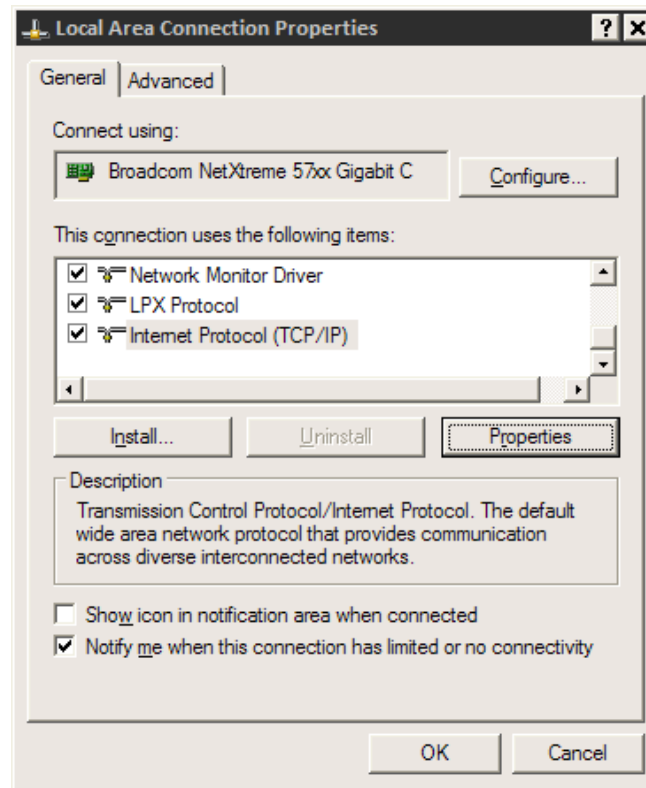 Local Area Connection Properties
General
Advanced
Connect using:
Broadcom NetXtreme 57xx Gigabit C
Configure...
This connection uses the following items:
Network Monitor Driver
LPX Protocol
Internet Protocol (TCP/IP)
Install...
Uninstall
Properties
Description
Transmission Control Protocol/Internet Protocol. The default
wide area network protocol that provides communication
across diverse interconnected networks.
Show icon in notification area when connected
Notify me when this connection has limited or no connectivity
OK
Cancel